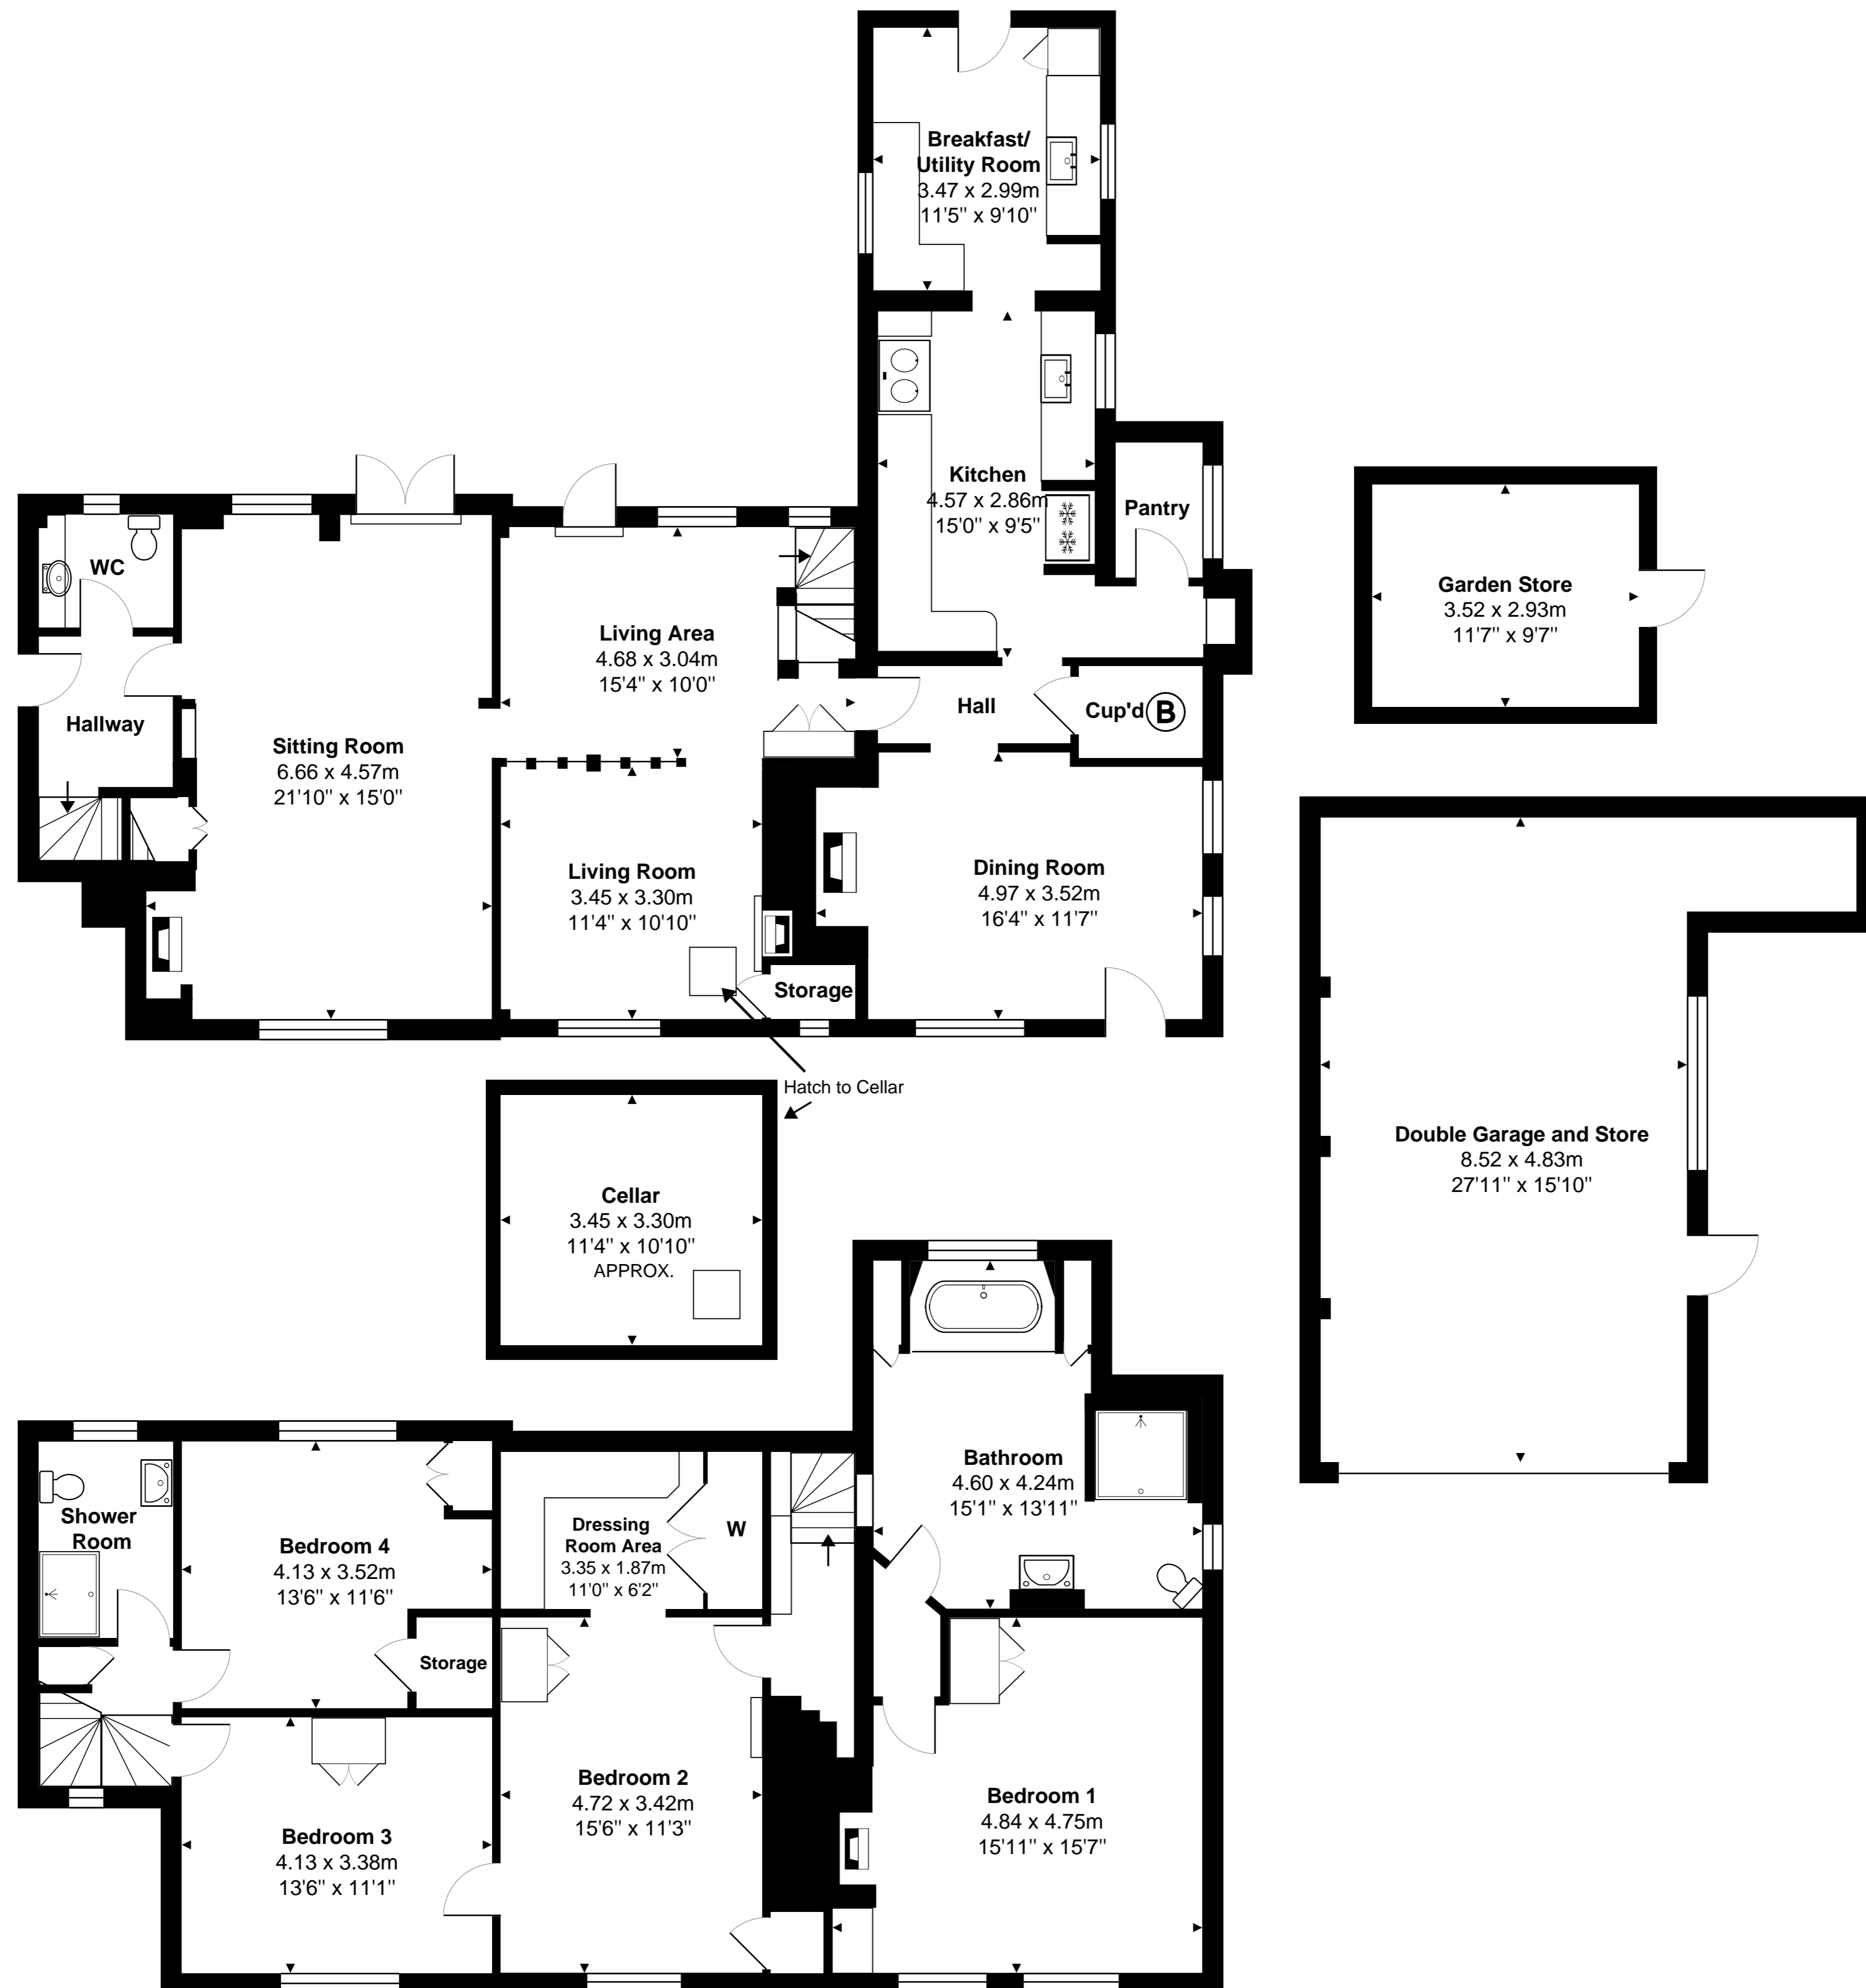 Breakfast/
Utility Room
3.47 x 2.99m
11'5" x 9'10"
Kitchen
4.57 x 2.86m
15'0" x 9'5"
Pantry
WC
Hallway
Sitting Room
6.66 x 4.57m
21'10" x 15'0"
Living Area
4.68 x 3.04m
15'4" x 10'0"
Hall
Cup'd B
Living Room
3.45 x 3.30m
11'4" x 10'10"
Storage
Dining Room
4.97 x 3.52m
16'4" x 11'7"
Garden Store
3.52 x 2.93m
11'7" x 9'7"
Hatch to Cellar
Cellar
3.45 x 3.30m
11'4" x 10'10"
APPROX.
Double Garage and Store
8.52 x 4.83m
27'11" x 15'10"
Shower
Room
Bedroom 4
4.13 x 3.52m
13'6" x 11'6"
Storage
Dressing
Room Area
3.35 x 1.87m
11'0" x 6'2"
W
Bathroom
4.60 x 4.24m
15'1" x 13'11"
Bedroom 3
4.13 x 3.38m
13'6" x 11'1"
Bedroom 2
4.72 x 3.42m
15'6" x 11'3"
Bedroom 1
4.84 x 4.75m
15'11" x 15'7"